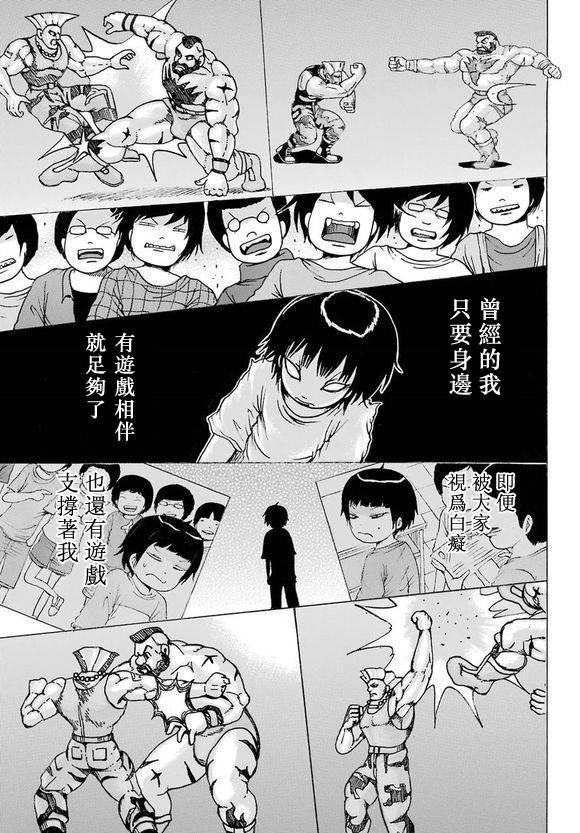 曾經的我
只要身邊
有遊戲相伴
就足夠了
即便
被大家
視爲白癡
也還有遊戲
支撐著我